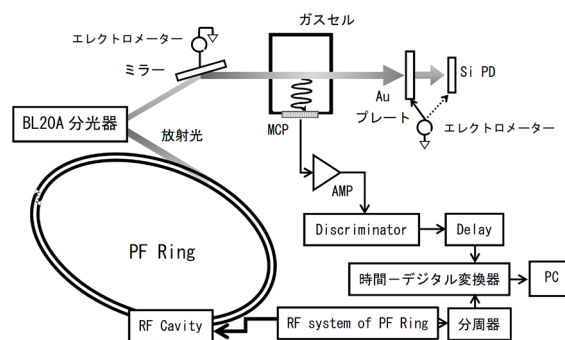 ガスセル
エレクトロメーター
ミラー
Si PD
Au
プレート
BL20A 分光器
放射光
MCP
エレクトロメーター
AMP
Discriminator
Delay
PF Ring
時間－デジタル変換器
PC
RF Cavity
RF system of PF Ring
分周器